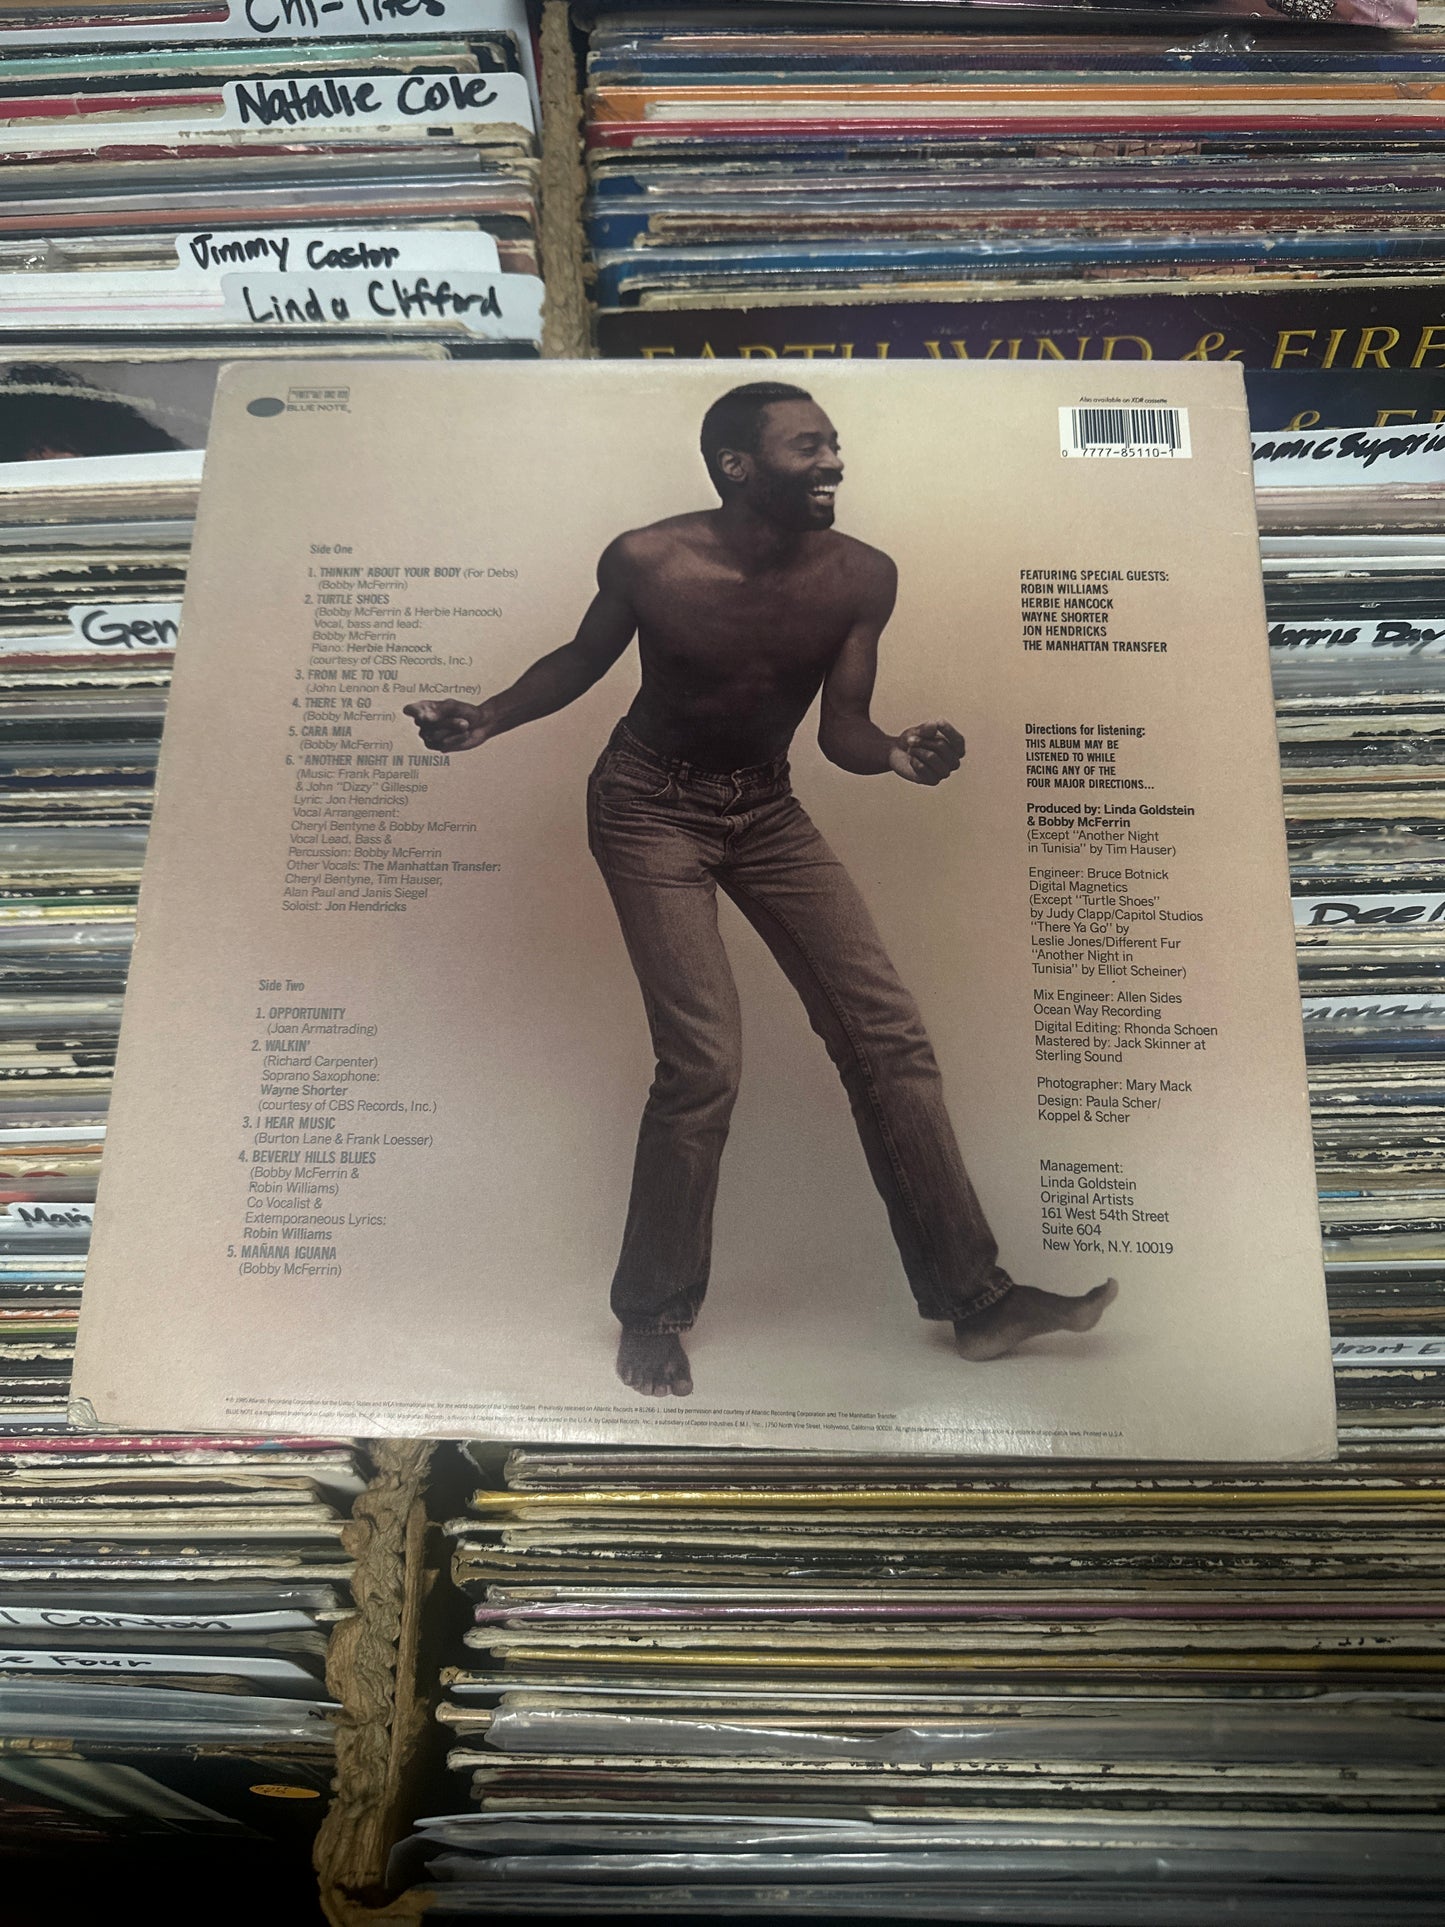 Chi-lites
Natalie Cole
Jimmy Castor
Linda Clifford
EARTH WIND & FIRE
BLUE NOTE
Also available on XDR cassette
0 7777-85110-1
Side One
1. THINKIN' ABOUT YOUR BODY (For Debs)
(Bobby McFerrin)
2. TURTLE SHOES
(Bobby McFerrin & Herbie Hancock)
Vocal, bass and lead:
Bobby McFerrin
Piano: Herbie Hancock
(courtesy of CBS Records, Inc.)
3. FROM ME TO YOU
(John Lennon & Paul McCartney)
4. THERE YA GO
(Bobby McFerrin)
5. CARA MIA
(Bobby McFerrin)
6. *ANOTHER NIGHT IN TUNISIA
(Music: Frank Paparelli
& John "Dizzy" Gillespie
Lyric: Jon Hendricks)
Vocal Arrangement:
Cheryl Bentyne & Bobby McFerrin
Vocal Lead, Bass &
Percussion: Bobby McFerrin
Other Vocals: The Manhattan Transfer:
Cheryl Bentyne, Tim Hauser,
Alan Paul and Janis Siegel
Soloist: Jon Hendricks
Side Two
1. OPPORTUNITY
(Joan Armatrading)
2. WALKIN'
(Richard Carpenter)
Soprano Saxophone:
Wayne Shorter
(courtesy of CBS Records, Inc.)
3. I HEAR MUSIC
(Burton Lane & Frank Loesser)
4. BEVERLY HILLS BLUES
(Bobby McFerrin &
Robin Williams)
Co Vocalist &
Extemporaneous Lyrics:
Robin Williams
5. MAÑANA IGUANA
(Bobby McFerrin)
FEATURING SPECIAL GUESTS:
ROBIN WILLIAMS
HERBIE HANCOCK
WAYNE SHORTER
JON HENDRICKS
THE MANHATTAN TRANSFER
Directions for listening:
THIS ALBUM MAY BE
LISTENED TO WHILE
FACING ANY OF THE
FOUR MAJOR DIRECTIONS...
Produced by: Linda Goldstein
& Bobby McFerrin
(Except "Another Night
in Tunisia" by Tim Hauser)
Engineer: Bruce Botnick
Digital Magnetics
(Except "Turtle Shoes"
by Judy Clapp/Capitol Studios
"There Ya Go" by
Leslie Jones/Different Fur
"Another Night in
Tunisia" by Elliot Scheiner)
Mix Engineer: Allen Sides
Ocean Way Recording
Digital Editing: Rhonda Schoen
Mastered by: Jack Skinner at
Sterling Sound
Photographer: Mary Mack
Design: Paula Scher/
Koppel & Scher
Management:
Linda Goldstein
Original Artists
161 West 54th Street
Suite 604
New York, N.Y. 10019
Gen
Morris Day
l Carlton
Four